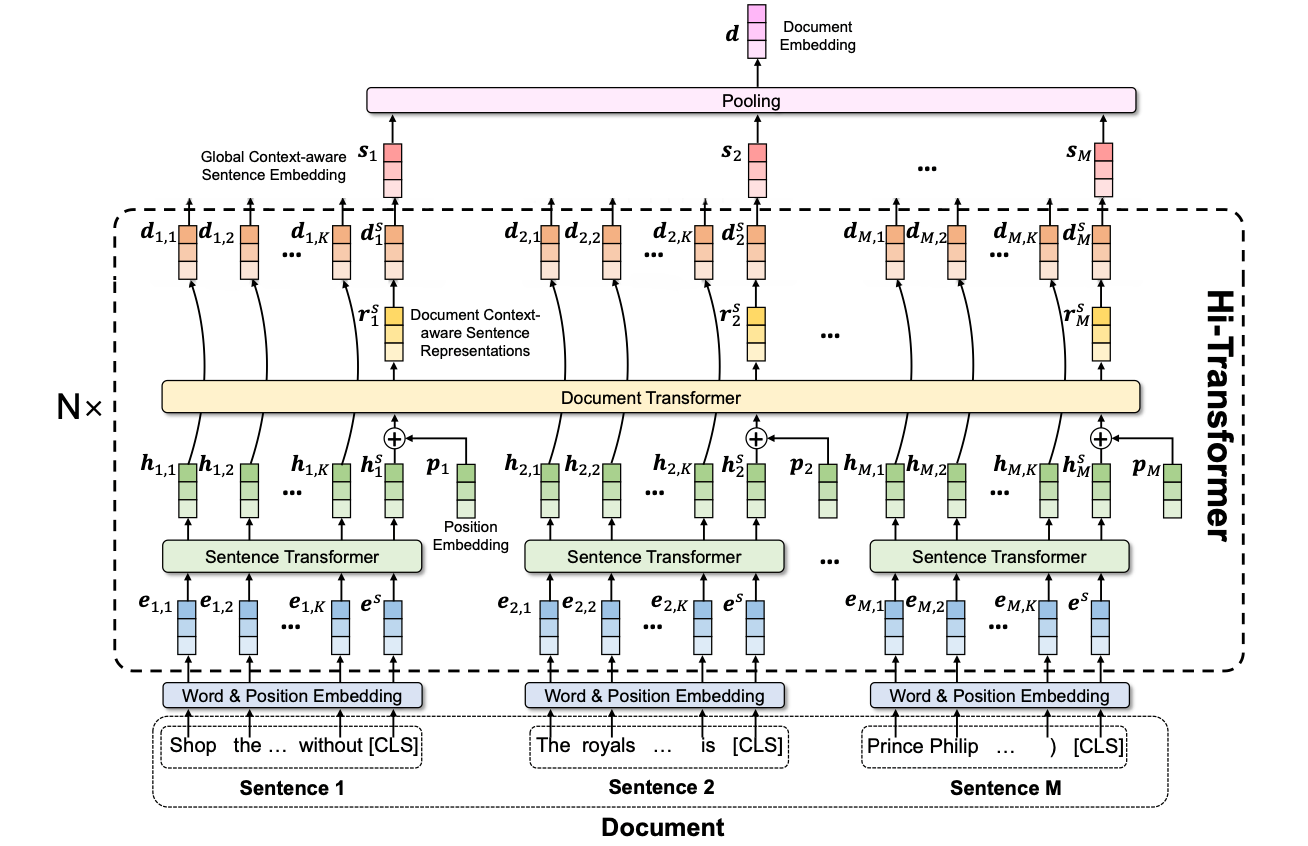 d
Document
Embedding
Pooling
Global Context-aware
Sentence Embedding
s_1
s_2
...
s_M
d_{1,1} d_{1,2} ... d_{1,K} d_1^s
d_{2,1} d_{2,2} ... d_{2,K} d_2^s
d_{M,1} d_{M,2} ... d_{M,K} d_M^s
r_1^s
Document Context-
aware Sentence
Representations
r_2^s
...
r_M^s
Hi-Transformer
N×
Document Transformer
+ + +
h_{1,1} h_{1,2} ... h_{1,K} h_1^s p_1
h_{2,1} h_{2,2} ... h_{2,K} h_2^s p_2
h_{M,1} h_{M,2} ... h_{M,K} h_M^s p_M
Position
Embedding
Sentence Transformer
Sentence Transformer
...
Sentence Transformer
e_{1,1} e_{1,2} ... e_{1,K} e^s
e_{2,1} e_{2,2} ... e_{2,K} e^s
e_{M,1} e_{M,2} ... e_{M,K} e^s
Word & Position Embedding
Word & Position Embedding
Word & Position Embedding
Shop the ... without [CLS]
The royals ... is [CLS]
Prince Philip ... ) [CLS]
Sentence 1
Sentence 2
Sentence M
Document